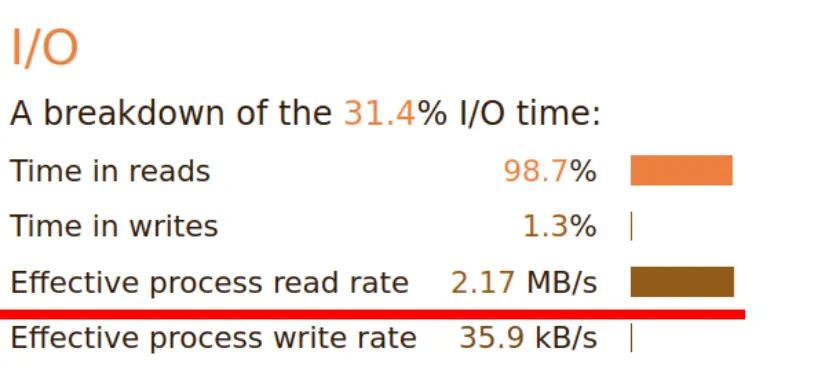 I/O
A breakdown of the 31.4% I/O time:
Time in reads 98.7%
Time in writes 1.3%
Effective process read rate 2.17 MB/s
Effective process write rate 35.9 kB/s